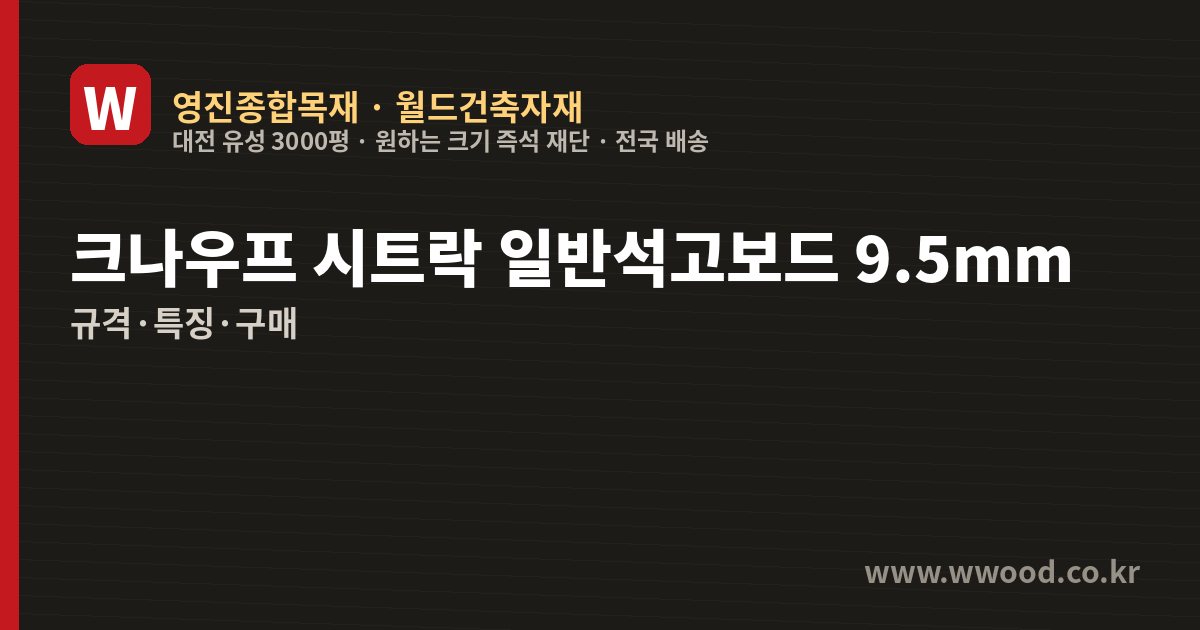 W
영진종합목재 · 월드건축자재
대전 유성 3000평 · 원하는 크기 즉석 재단 · 전국 배송
크나우프 시트락 일반석고보드 9.5mm
규격·특징·구매
www.wwood.co.kr